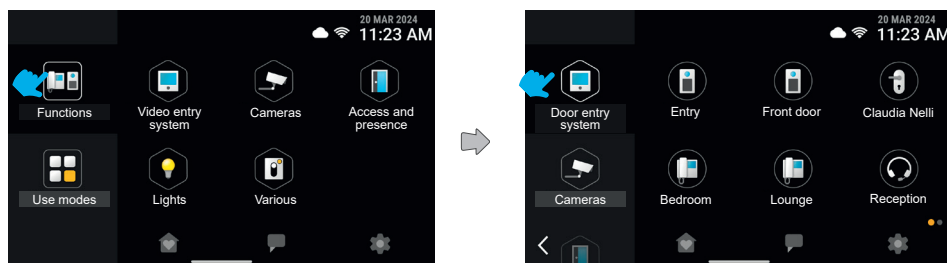 20 MAR 2024
11:23 AM
Functions
Video entry
system
Cameras
Access and
presence
Use modes
Lights
Various
20 MAR 2024
11:23 AM
Door entry
system
Entry
Front door
Claudia Nelli
Cameras
Bedroom
Lounge
Reception